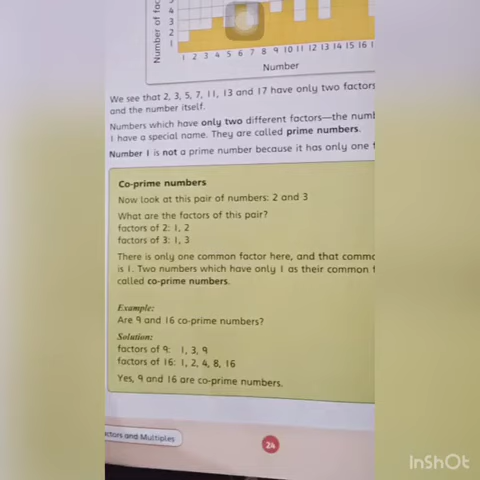 Number of fac
4
3
2
1
1 2 3 4 5 6 7 8 9 10 11 12 13 14 15 16 1
Number
We see that 2, 3, 5, 7, 11, 13 and 17 have only two factors
and the number itself.
Numbers which have only two different factors—the num
1 have a special name. They are called prime numbers.
Number 1 is not a prime number because it has only one
Co-prime numbers
Now look at this pair of numbers: 2 and 3
What are the factors of this pair?
factors of 2: 1, 2
factors of 3: 1, 3
There is only one common factor here, and that commo
is 1. Two numbers which have only 1 as their common
called co-prime numbers.
Example:
Are 9 and 16 co-prime numbers?
Solution:
factors of 9: 1, 3, 9
factors of 16: 1, 2, 4, 8, 16
Yes, 9 and 16 are co-prime numbers.
ctors and Multiples
24
InShOt